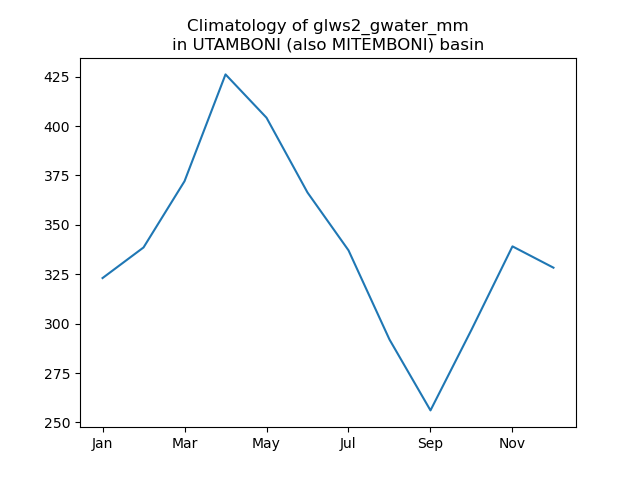 Climatology of glws2_gwater_mm
in UTAMBONI (also MITEMBONI) basin
425
400
375
350
325
300
275
250
Jan Mar May Jul Sep Nov